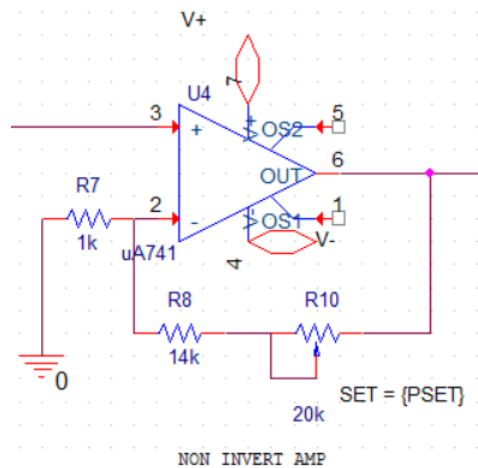 V+
U4
7
3
+
V+
OS2
5
OUT
6
R7
1k
2
-
uA741
V-
OS1
1
4
V-
R8
14k
R10
20k
SET = {PSET}
0
NON INVERT AMP